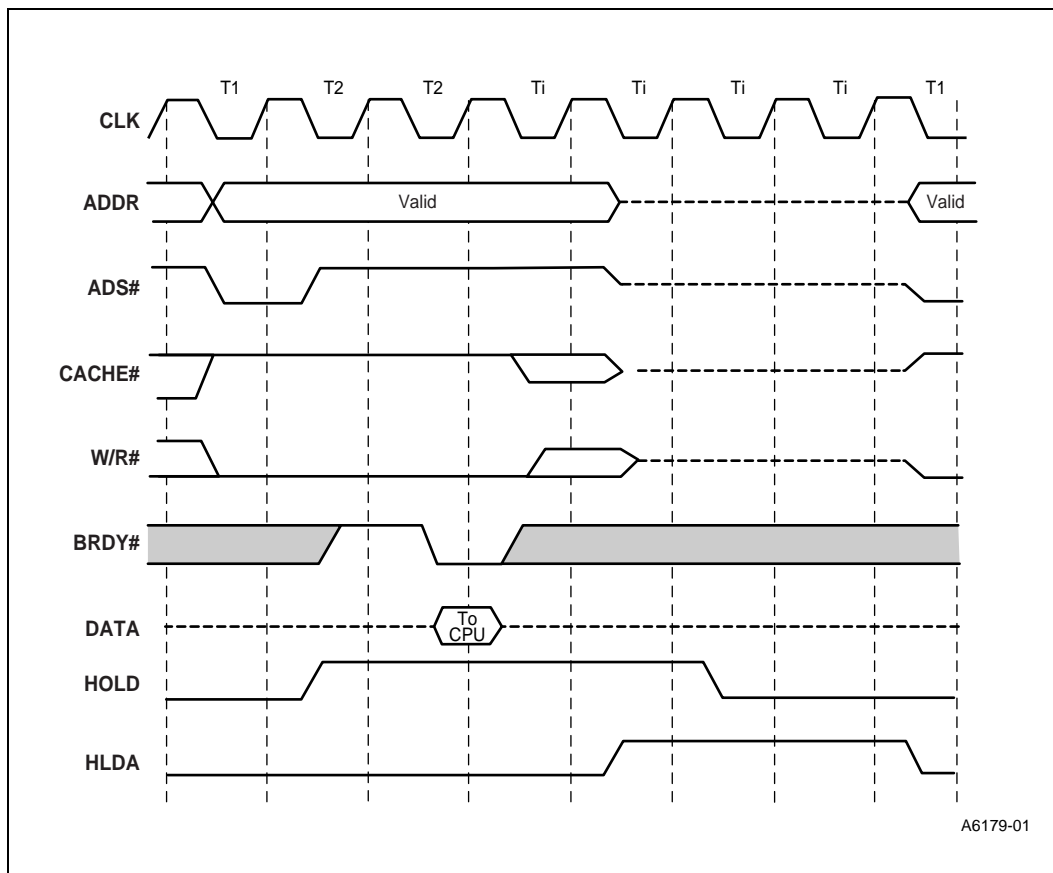 T1 T2 T2 Ti Ti Ti Ti T1
CLK
ADDR Valid Valid
ADS#
CACHE#
W/R#
BRDY#
DATA To
CPU
HOLD
HLDA
A6179-01